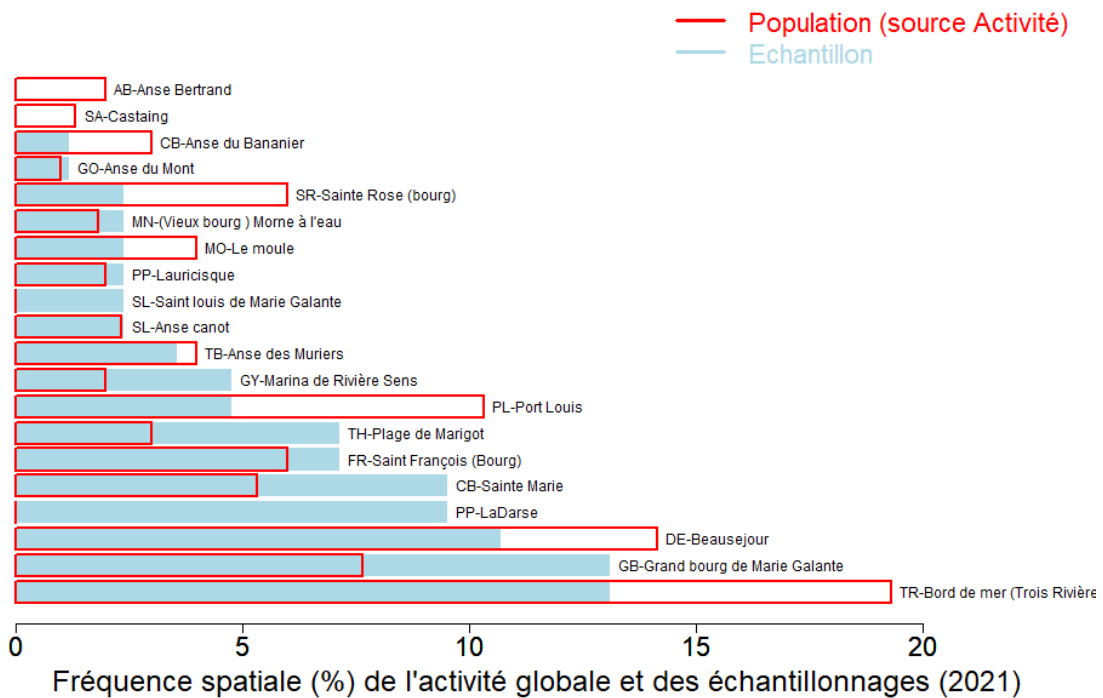 Population (source Activité)
Echantillon
AB-Anse Bertrand
SA-Castaing
CB-Anse du Bananier
GO-Anse du Mont
SR-Sainte Rose (bourg)
MN-(Vieux bourg ) Morne à l'eau
MO-Le moule
PP-Lauricisque
SL-Saint louis de Marie Galante
SL-Anse canot
TB-Anse des Muriers
GY-Marina de Rivière Sens
PL-Port Louis
TH-Plage de Marigot
FR-Saint François (Bourg)
CB-Sainte Marie
PP-LaDarse
DE-Beausejour
GB-Grand bourg de Marie Galante
TR-Bord de mer (Trois Rivière
0 5 10 15 20
Fréquence spatiale (%) de l'activité globale et des échantillonnages (2021)